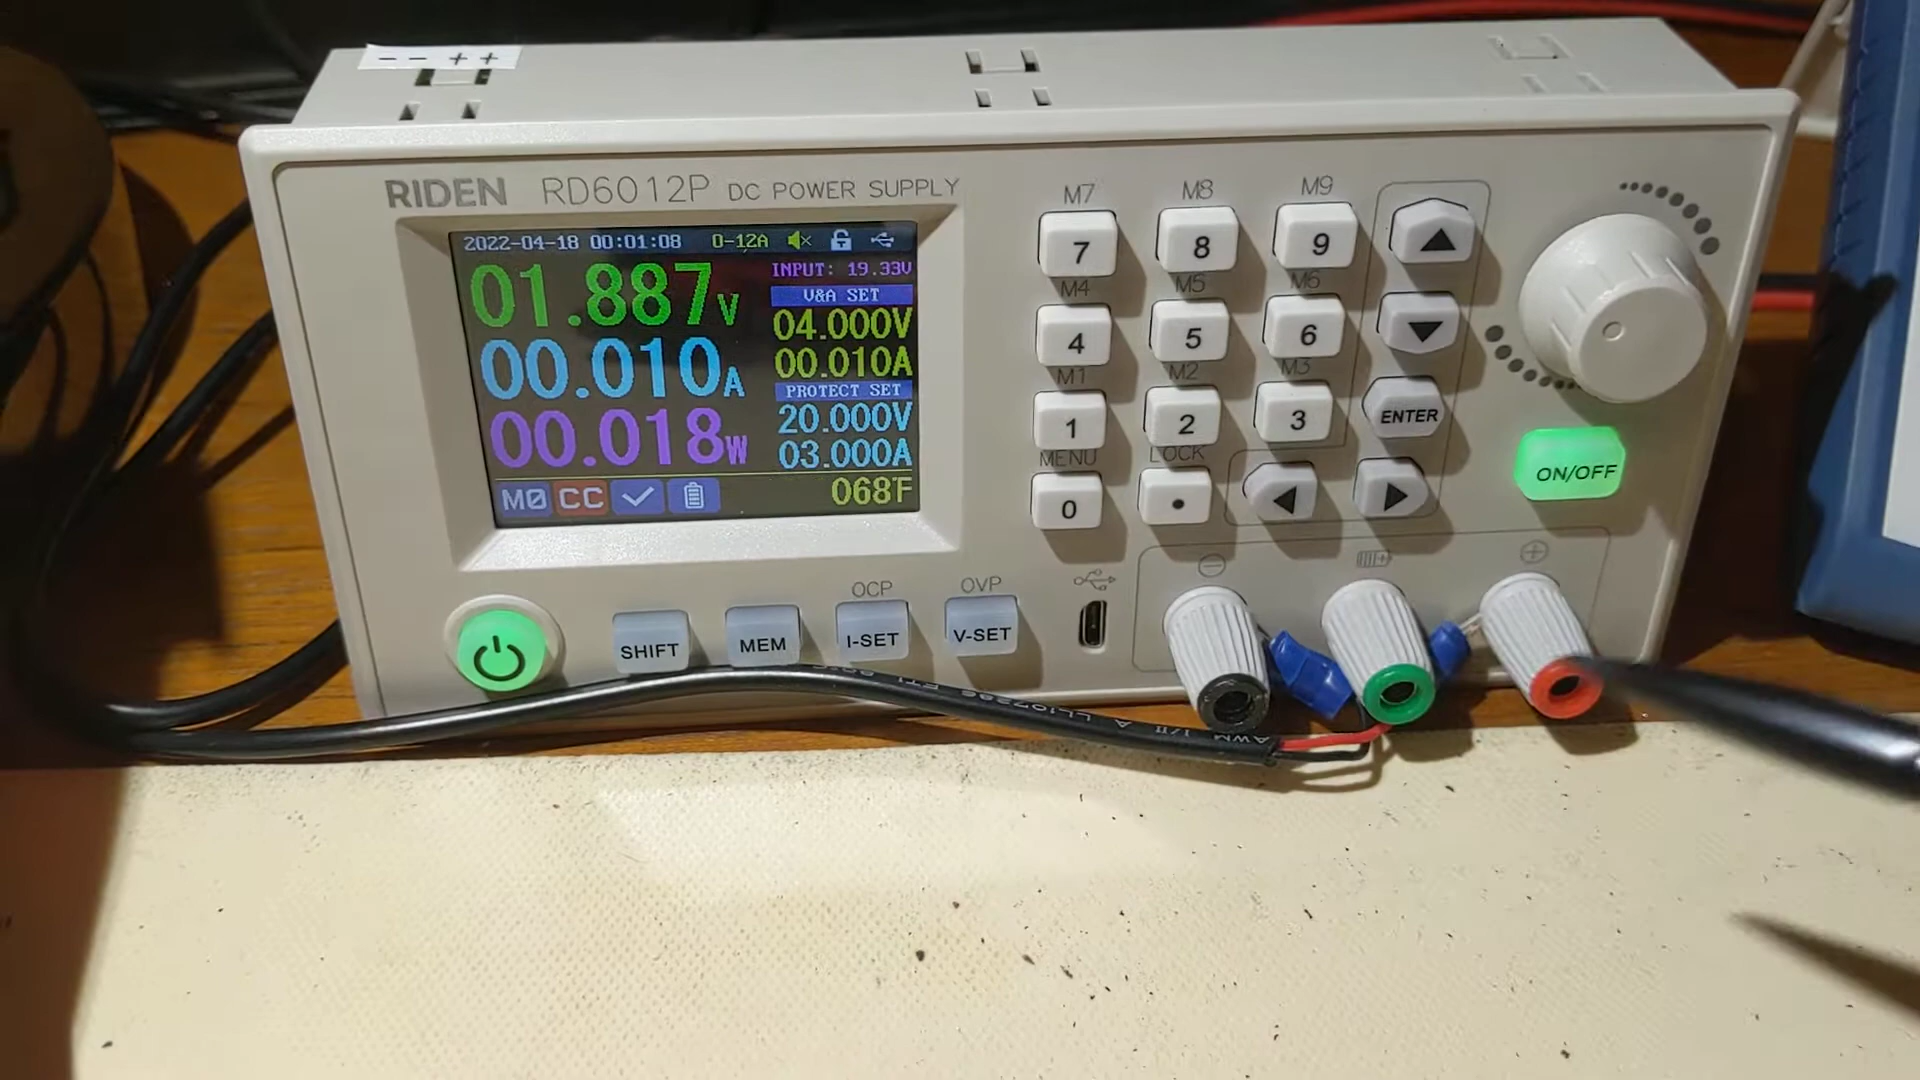 - - + +
RIDEN RD6012P DC POWER SUPPLY
2022-04-18 00:01:08 0-12A
01.887V
INPUT: 19.33V
V&A SET
04.000V
00.010A
00.010A
PROTECT SET
20.000V
00.018W
03.000A
M0 CC
068°F
M7 M8 M9
7 8 9
M4 M5 M6
4 5 6
M1 M2 M3
1 2 3
ENTER
MENU LOCK
0 .
ON/OFF
OCP OVP
SHIFT MEM I-SET V-SET
- +
AWM I/II A